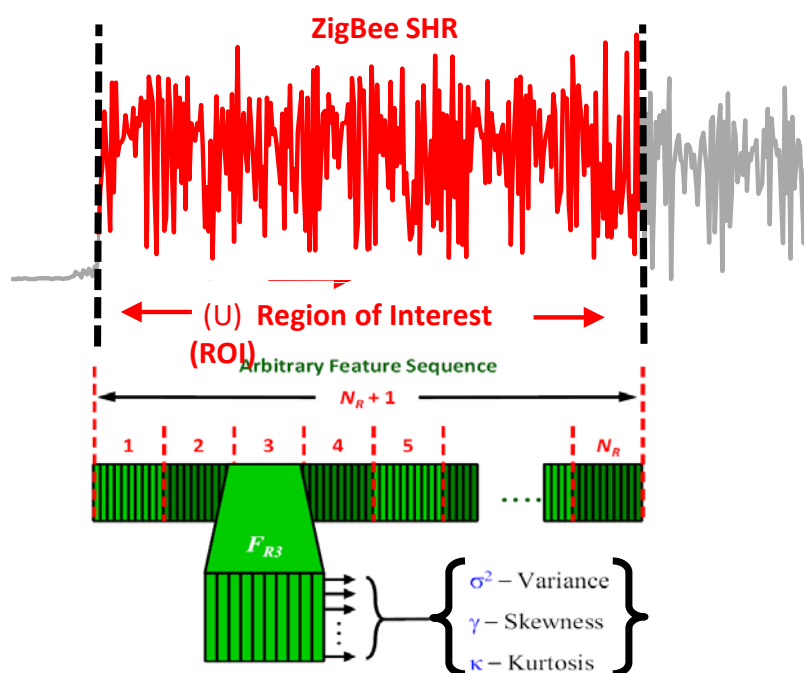 ZigBee SHR
(U) Region of Interest
(ROI)
Arbitrary Feature Sequence
N_R + 1
1 2 3 4 5 N_R
F_R3
σ² – Variance
γ – Skewness
κ – Kurtosis